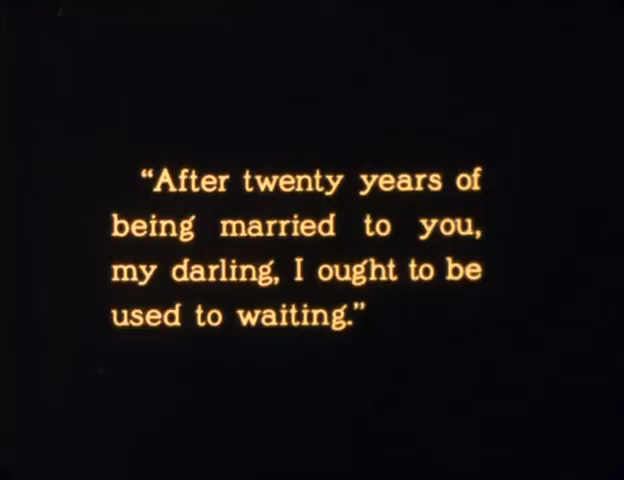 “After twenty years of
being married to you,
my darling, I ought to be
used to waiting.”